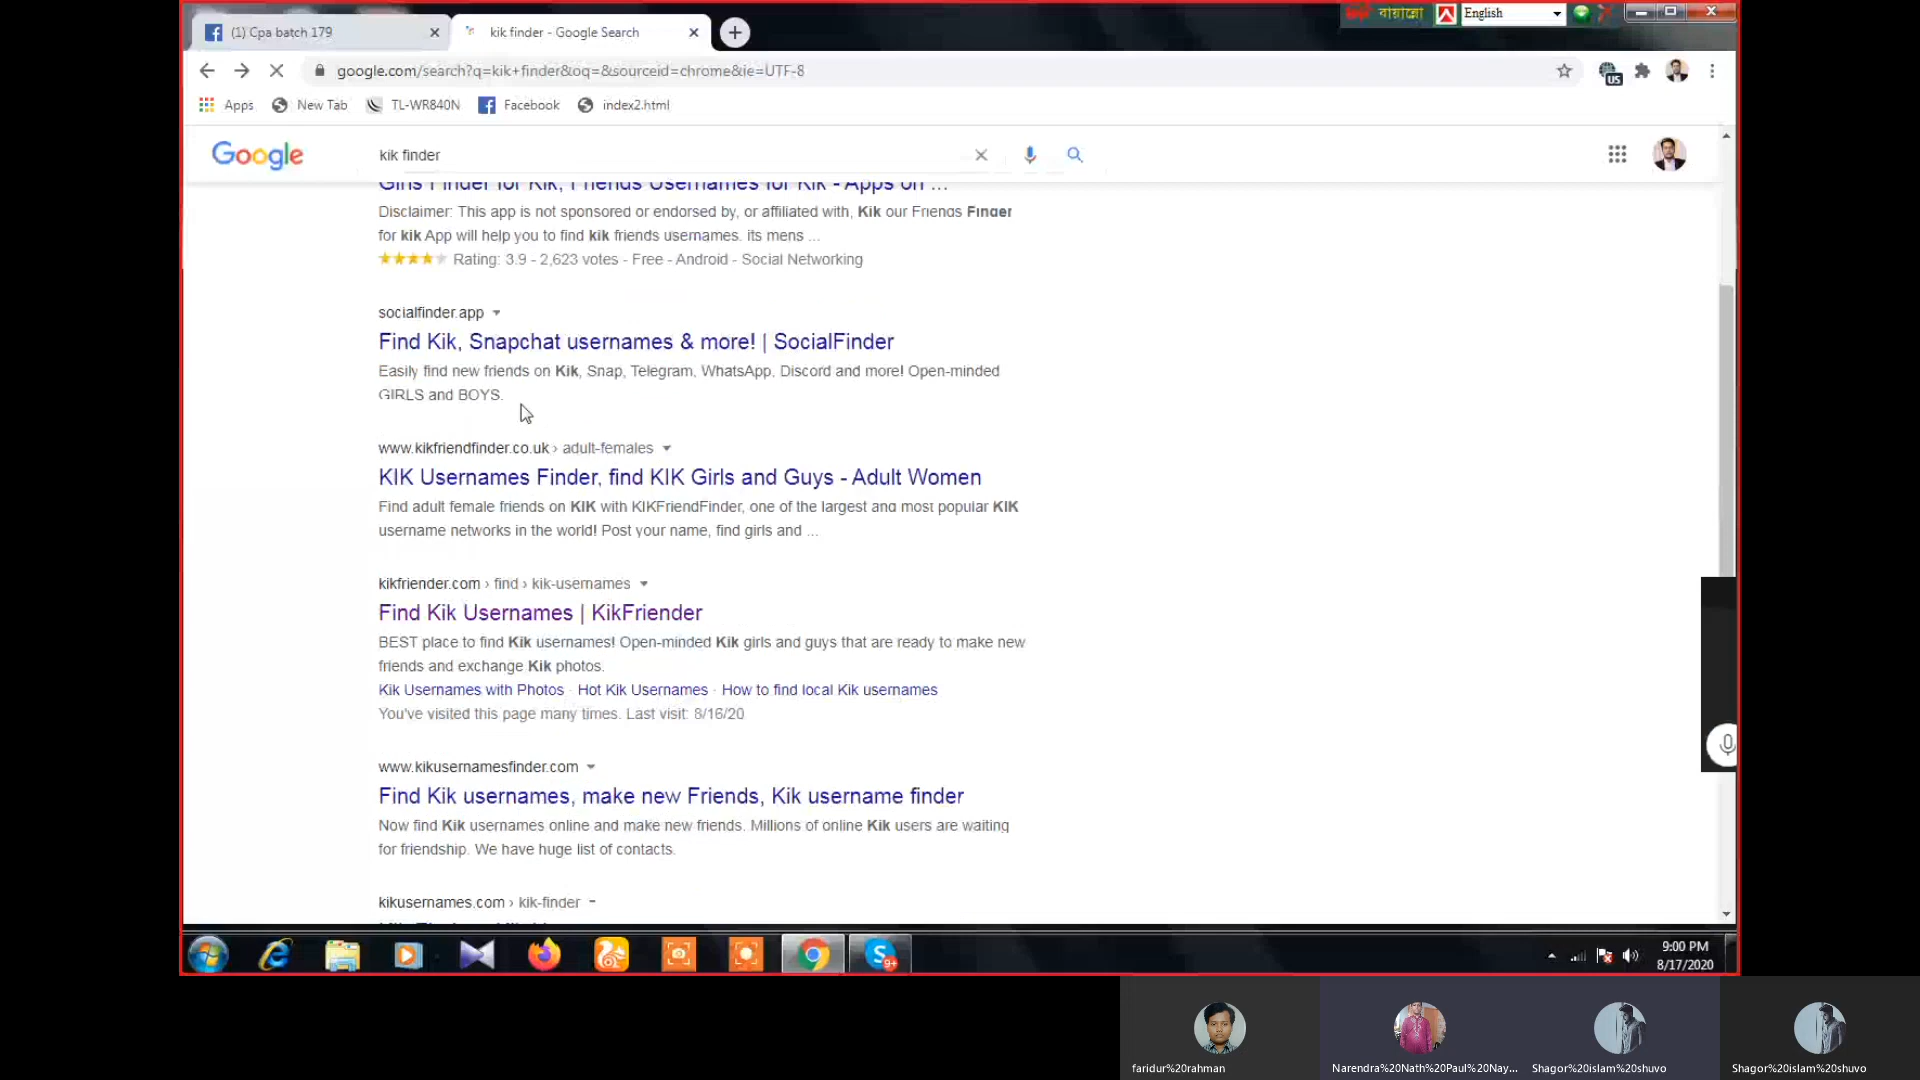 (1) Cpa batch 179
kik finder - Google Search
বায়ান্নো
English
google.com/search?q=kik+finder&oq=&sourceid=chrome&ie=UTF-8
US
Apps
New Tab
TL-WR840N
Facebook
index2.html
Google
kik finder
Girls Finder for Kik, Friends Usernames for Kik - Apps on ...
Disclaimer: This app is not sponsored or endorsed by, or affiliated with, Kik our Friends Finder
for kik App will help you to find kik friends usernames. its mens ...
Rating: 3.9 - 2,623 votes - Free - Android - Social Networking
socialfinder.app
Find Kik, Snapchat usernames & more! | SocialFinder
Easily find new friends on Kik, Snap, Telegram, WhatsApp, Discord and more! Open-minded
GIRLS and BOYS.
www.kikfriendfinder.co.uk › adult-females
KIK Usernames Finder, find KIK Girls and Guys - Adult Women
Find adult female friends on KIK with KIKFriendFinder, one of the largest and most popular KIK
username networks in the world! Post your name, find girls and ...
kikfriender.com › find › kik-usernames
Find Kik Usernames | KikFriender
BEST place to find Kik usernames! Open-minded Kik girls and guys that are ready to make new
friends and exchange Kik photos.
Kik Usernames with Photos · Hot Kik Usernames · How to find local Kik usernames
You've visited this page many times. Last visit: 8/16/20
www.kikusernamesfinder.com
Find Kik usernames, make new Friends, Kik username finder
Now find Kik usernames online and make new friends. Millions of online Kik users are waiting
for friendship. We have huge list of contacts.
kikusernames.com › kik-finder
9+
9:00 PM
8/17/2020
faridur%20rahman
Narendra%20Nath%20Paul%20Nay...
Shagor%20islam%20shuvo
Shagor%20islam%20shuvo